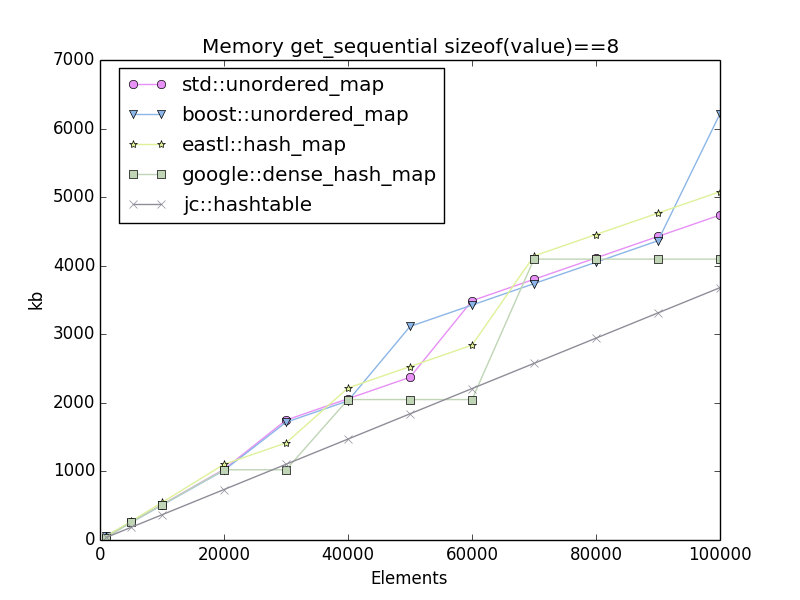 Memory get_sequential sizeof(value)==8
7000
6000
5000
4000
3000
2000
1000
0
kb
std::unordered_map
boost::unordered_map
eastl::hash_map
google::dense_hash_map
jc::hashtable
0 20000 40000 60000 80000 100000
Elements